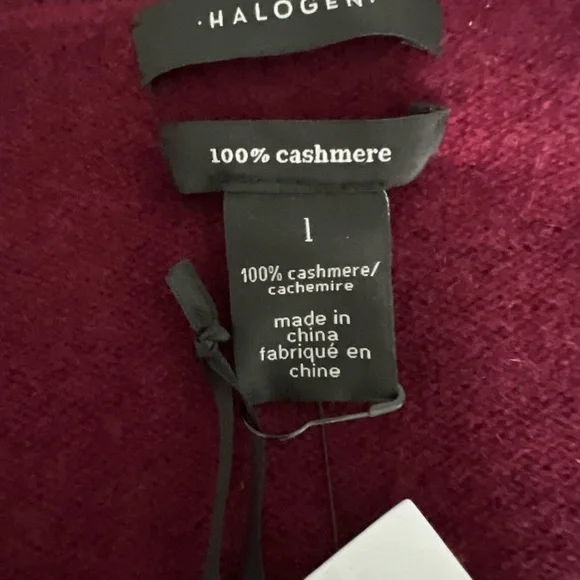 ·HALOGEN·
100% cashmere
l
100% cashmere/
cachemire
made in
china
fabriqué en
chine